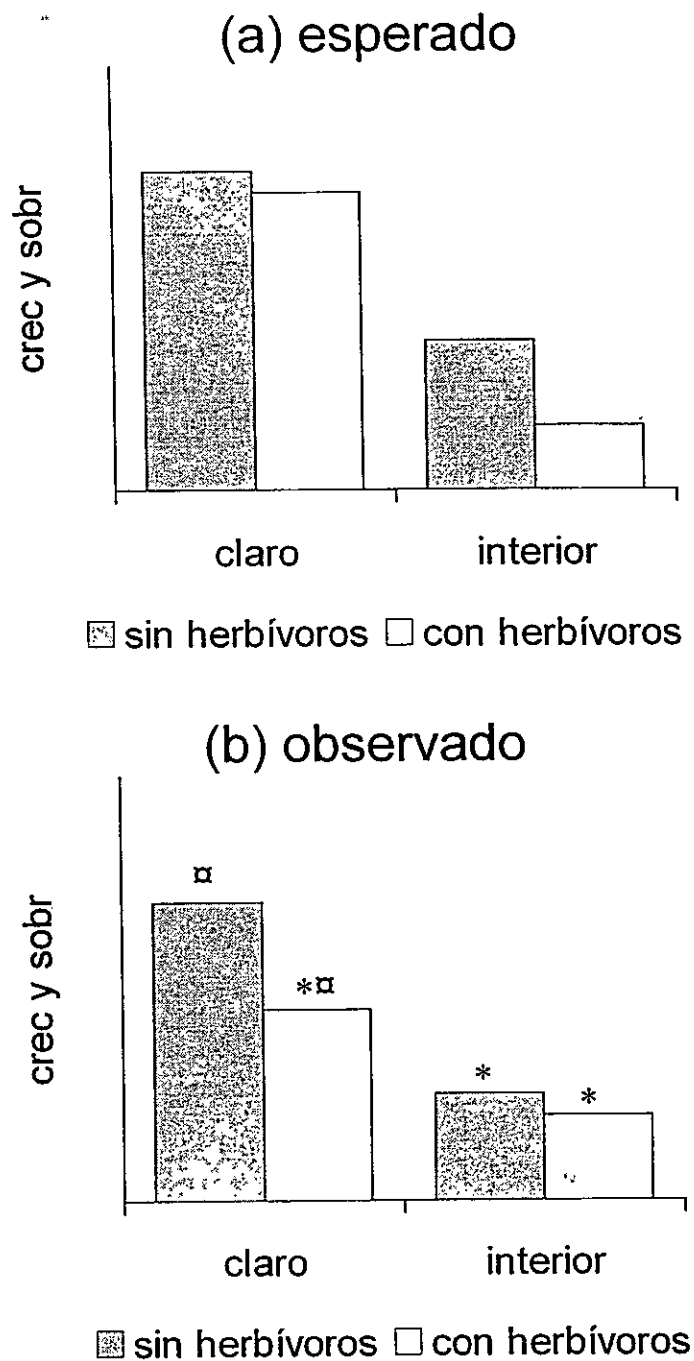 (a) esperado
crec y sobr
claro interior
sin herbívoros con herbívoros
(b) observado
¤
*¤
*
*
crec y sobr
claro interior
sin herbívoros con herbívoros